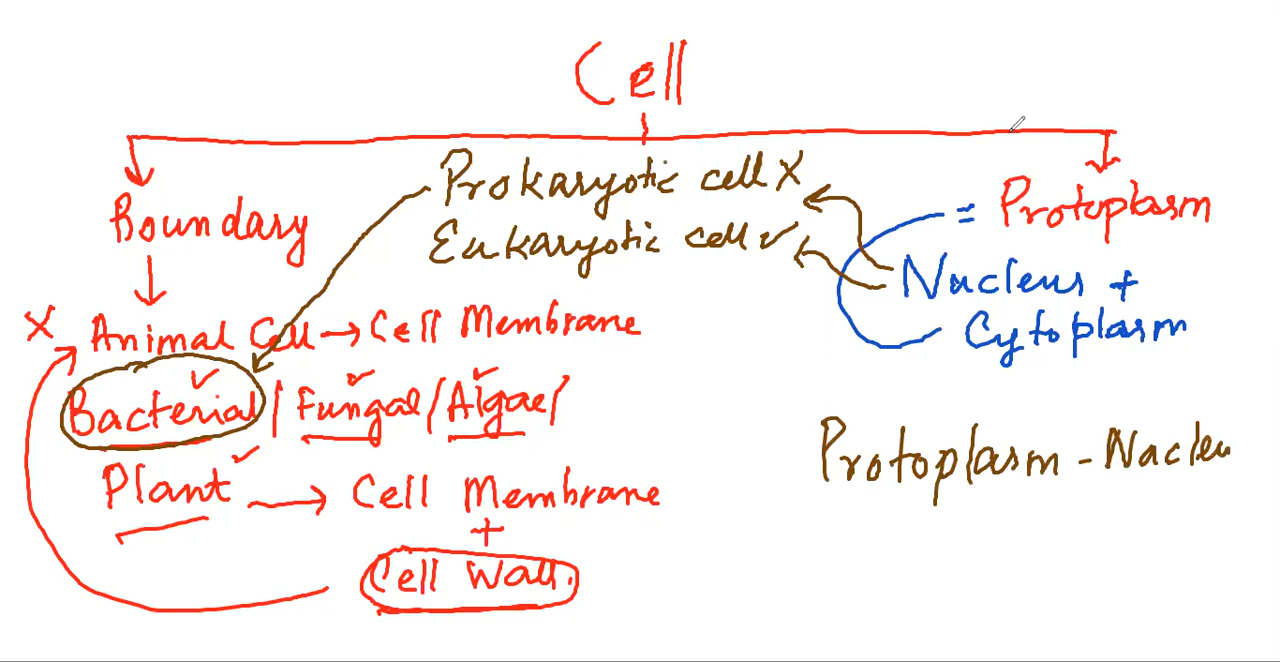 Cell
Prokaryotic cell X
Eukaryotic cell ✓
Boundary
X Animal Cell → Cell Membrane
Bacterial / Fungal / Algae /
Plant → Cell Membrane
+
Cell Wall.
= Protoplasm
Nucleus +
Cytoplasm
Protoplasm - Nucleu